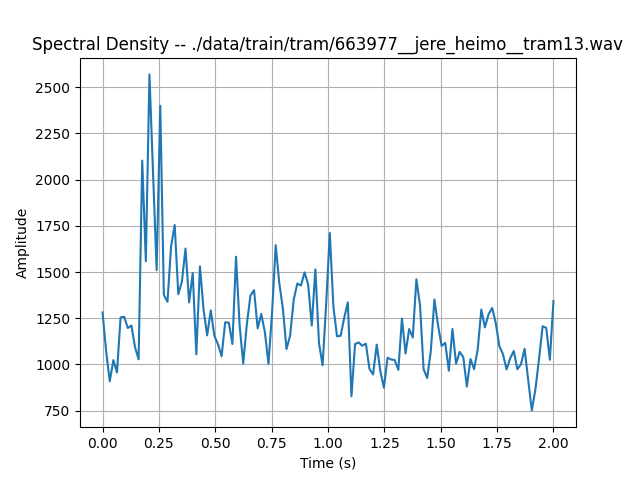 Spectral Density -- ./data/train/tram/663977__jere_heimo__tram13.wav
2500
2250
2000
1750
1500
1250
1000
750
Amplitude
0.00 0.25 0.50 0.75 1.00 1.25 1.50 1.75 2.00
Time (s)